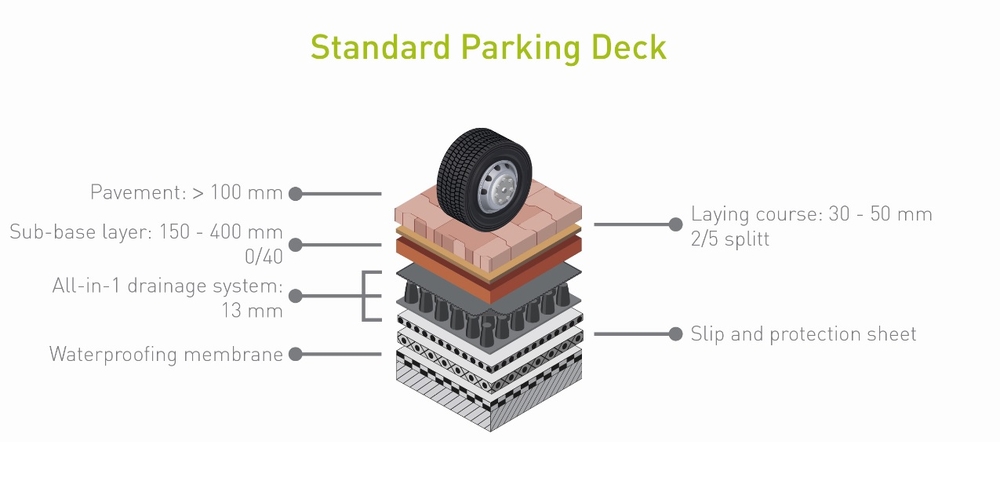 Standard Parking Deck
Pavement: > 100 mm
Sub-base layer: 150 - 400 mm
0/40
All-in-1 drainage system:
13 mm
Waterproofing membrane
Laying course: 30 - 50 mm
2/5 splitt
Slip and protection sheet